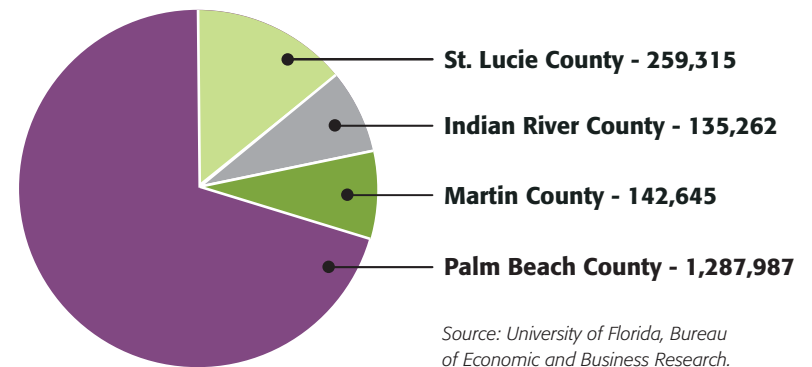 St. Lucie County - 259,315
Indian River County - 135,262
Martin County - 142,645
Palm Beach County - 1,287,987
Source: University of Florida, Bureau
of Economic and Business Research.